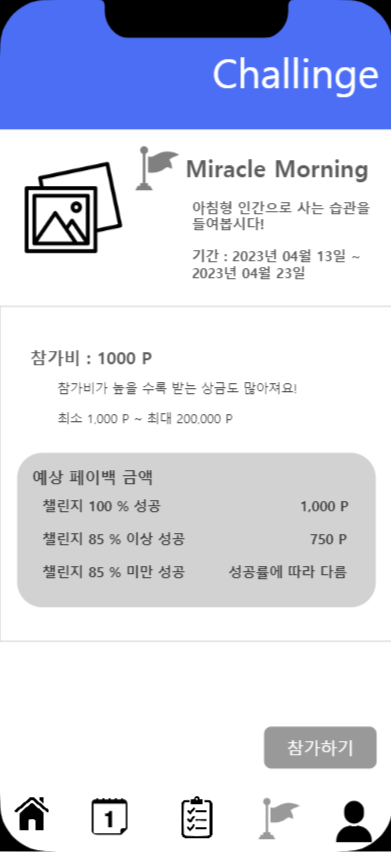 Challinge
Miracle Morning
아침형 인간으로 사는 습관을
들여봅시다!
기간 : 2023년 04월 13일 ~
2023년 04월 23일
참가비 : 1000 P
참가비가 높을 수록 받는 상금도 많아져요!
최소 1,000 P ~ 최대 200,000 P
예상 페이백 금액
챌린지 100 % 성공 1,000 P
챌린지 85 % 이상 성공 750 P
챌린지 85 % 미만 성공 성공률에 따라 다름
참가하기
1